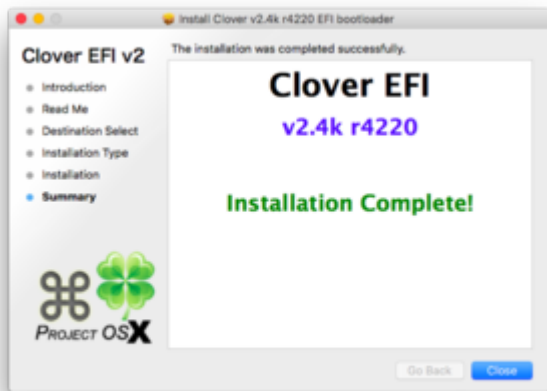 Install Clover v2.4k r4220 EFI bootloader
Clover EFI v2
The installation was completed successfully.
Introduction
Read Me
Destination Select
Installation Type
Installation
Summary
Clover EFI
v2.4k r4220
Installation Complete!
PROJECT OSX
Go Back
Close